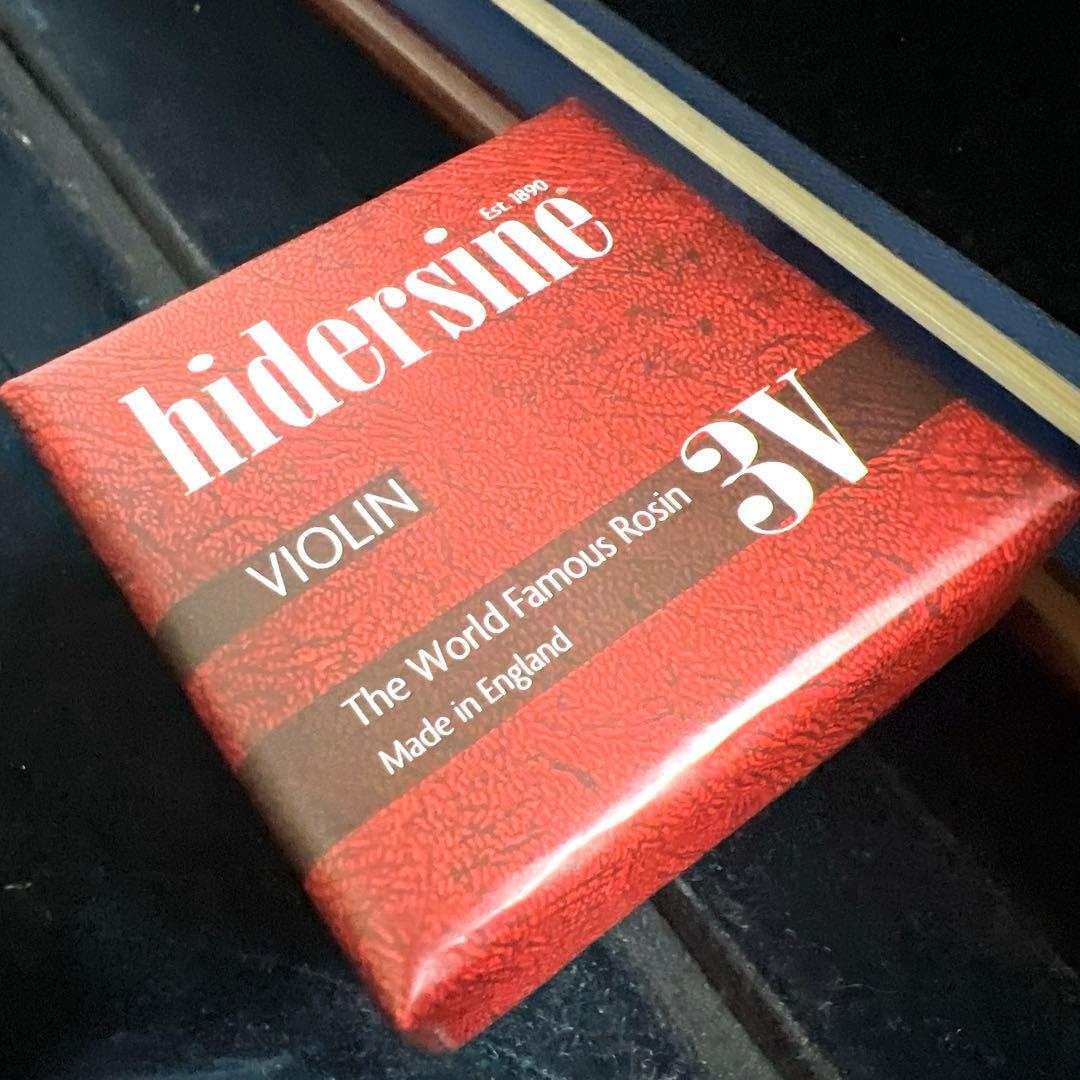 Est. 1890
hidersine
VIOLIN
3V
The World Famous Rosin
Made in England